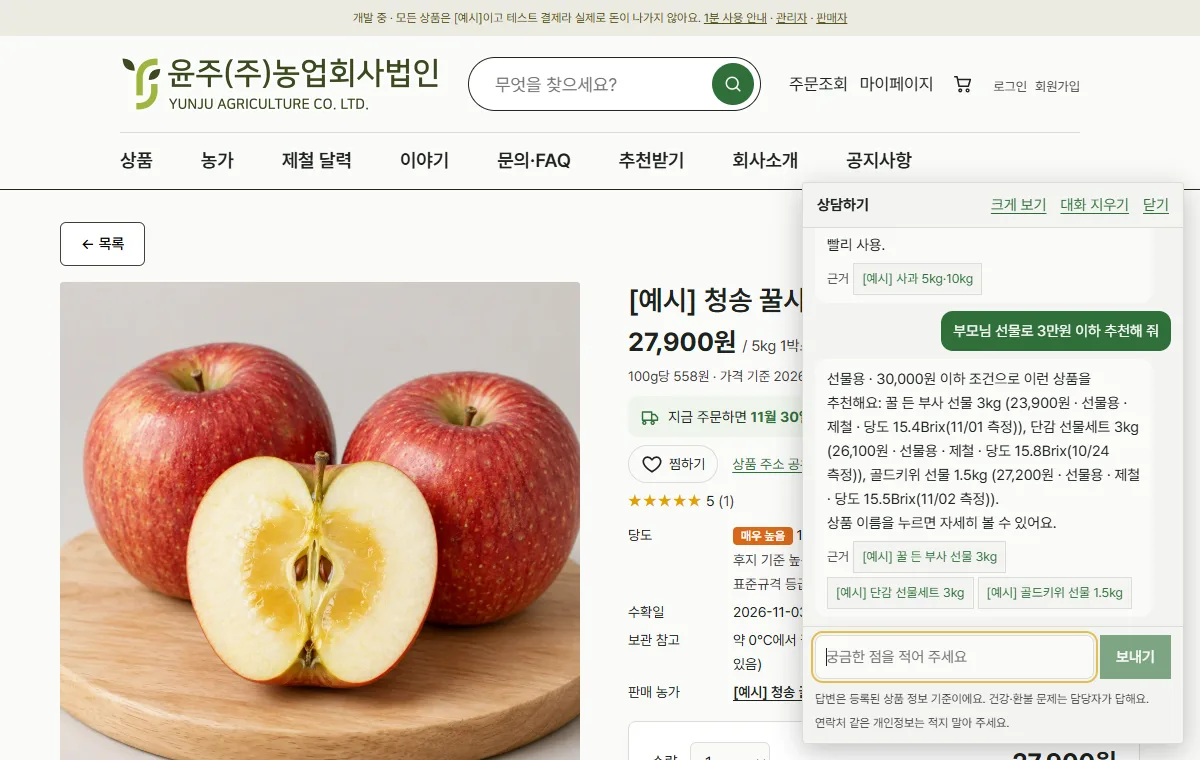 개발 중 · 모든 상품은 [예시]이고 테스트 결제라 실제로 돈이 나가지 않아요. 1분 사용 안내 · 관리자 · 판매자
윤주(주)농업회사법인
YUNJU AGRICULTURE CO. LTD.
무엇을 찾으세요?
주문조회 마이페이지 로그인 회원가입
상품 농가 제철 달력 이야기 문의·FAQ 추천받기 회사소개 공지사항
← 목록
[예시] 청송 꿀사
27,900원 / 5kg 1박스
100g당 558원 · 가격 기준 2026
지금 주문하면 11월 30일
찜하기 상품 주소 공
★★★★★ 5 (1)
당도 매우 높음 1
후지 기준 높
표준규격 등급
수확일 2026-11-03
보관 참고 약 0℃에서
있음)
판매 농가 [예시] 청송
수량 1
27,900원
상담하기 크게 보기 대화 지우기 닫기
빨리 사용.
근거 [예시] 사과 5kg·10kg
부모님 선물로 3만원 이하 추천해 줘
선물용 · 30,000원 이하 조건으로 이런 상품을
추천해요: 꿀 든 부사 선물 3kg (23,900원 · 선물용 ·
제철 · 당도 15.4Brix(11/01 측정)), 단감 선물세트 3kg
(26,100원 · 선물용 · 제철 · 당도 15.8Brix(10/24
측정)), 골드키위 선물 1.5kg (27,200원 · 선물용 · 제철
· 당도 15.5Brix(11/02 측정)).
상품 이름을 누르면 자세히 볼 수 있어요.
근거 [예시] 꿀 든 부사 선물 3kg
[예시] 단감 선물세트 3kg [예시] 골드키위 선물 1.5kg
궁금한 점을 적어 주세요 보내기
답변은 등록된 상품 정보 기준이에요. 건강·환불 문제는 담당자가 답해요.
연락처 같은 개인정보는 적지 말아 주세요.